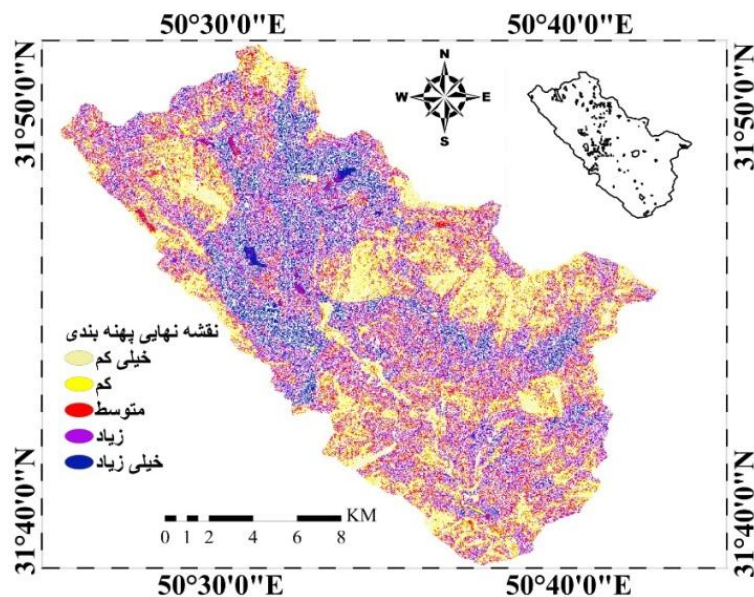 50°30'0"E 50°40'0"E
N
W E
S
31°50'0"N 31°50'0"N
نقشه نهایی پهنه بندی
خیلی کم
کم
متوسط
زیاد
خیلی زیاد
31°40'0"N 31°40'0"N
KM
0 1 2 4 6 8
50°30'0"E 50°40'0"E